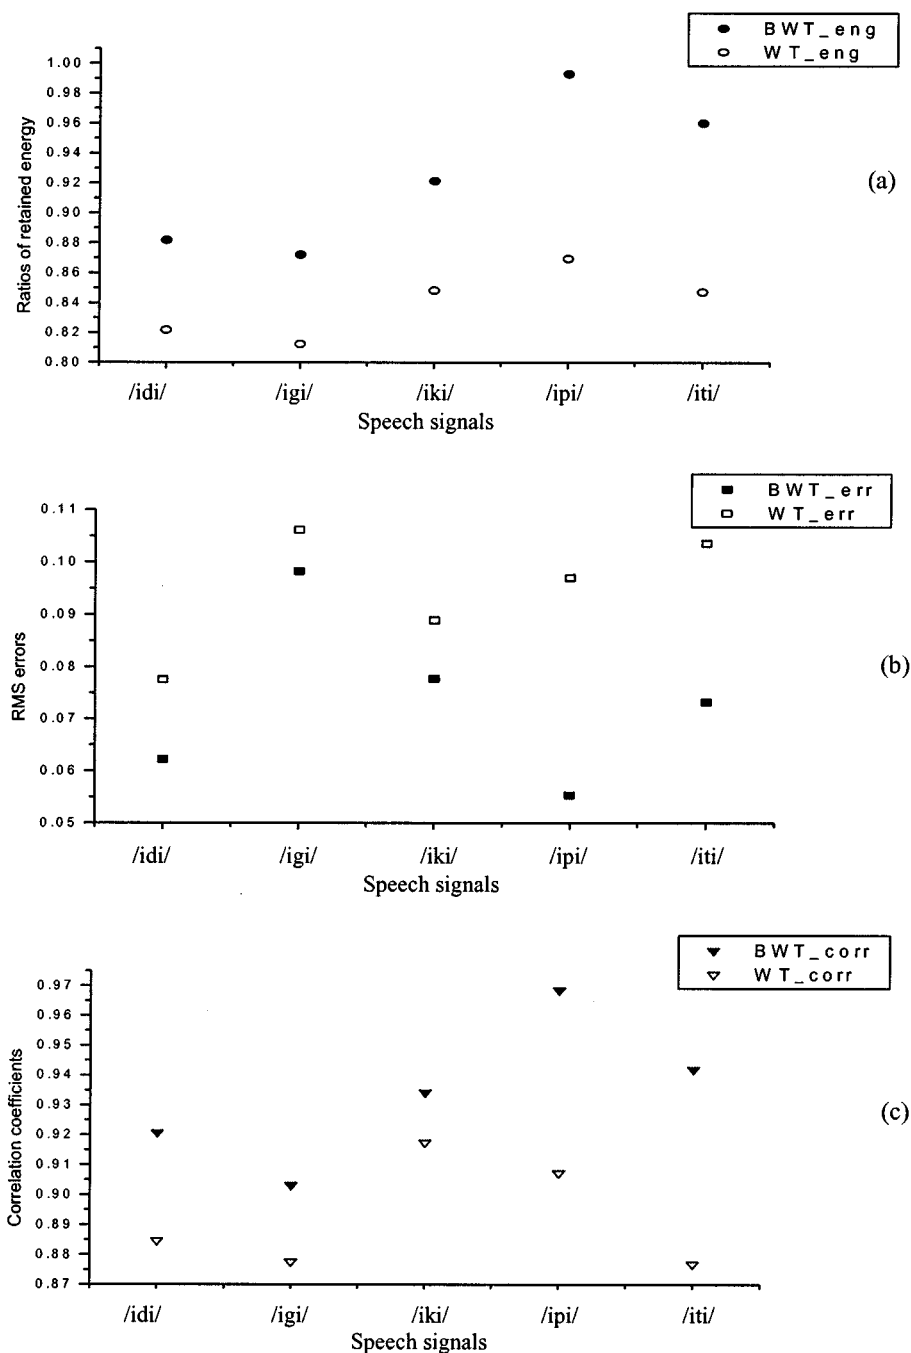 BWT_eng
WT_eng
1.00
0.98
0.96
0.94
0.92
0.90
0.88
0.86
0.84
0.82
0.80
Ratios of retained energy
(a)
/idi/ /igi/ /iki/ /ipi/ /iti/
Speech signals
BWT_err
WT_err
0.11
0.10
0.09
0.08
0.07
0.06
0.05
RMS errors
(b)
/idi/ /igi/ /iki/ /ipi/ /iti/
Speech signals
BWT_corr
WT_corr
0.97
0.96
0.95
0.94
0.93
0.92
0.91
0.90
0.89
0.88
0.87
Correlation coefficients
(c)
/idi/ /igi/ /iki/ /ipi/ /iti/
Speech signals